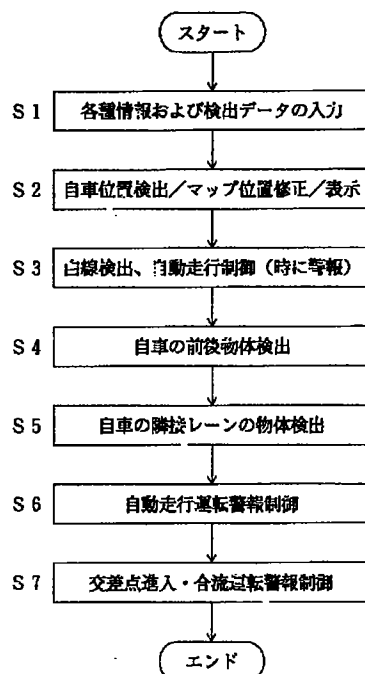 スタート
S1 各種情報および検出データの入力
S2 自車位置検出／マップ位置修正／表示
S3 白線検出、自動走行制御（時に警報）
S4 自車の前後物体検出
S5 自車の隣接レーンの物体検出
S6 自動走行運転警報制御
S7 交差点進入・合流運転警報制御
エンド